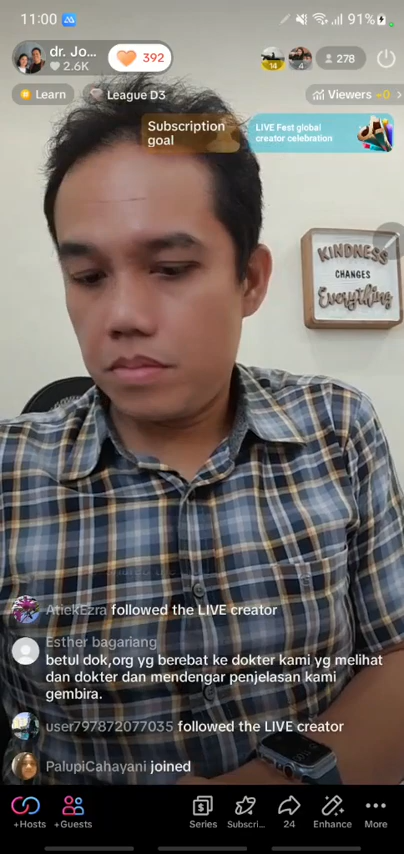 11:00
91%
dr. Jo...
2.6K
392
14
4
278
Learn
League D3
Viewers +0 >
Subscription goal
LIVE Fest global creator celebration
KINDNESS
CHANGES
Everything
AtiekEzra followed the LIVE creator
Esther bagariang
betul dok,org yg berebat ke dokter kami yg melihat
dan dokter dan mendengar penjelasan kami
gembira.
user797872077035 followed the LIVE creator
PalupiCahayani joined
+Hosts
+Guests
Series
Subscri...
24
Enhance
More